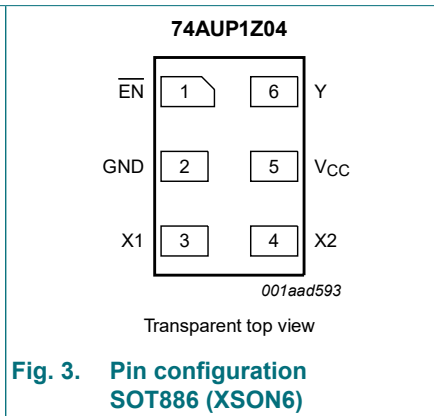 74AUP1Z04
EN 1 6 Y
GND 2 5 VCC
X1 3 4 X2
001aad593
Transparent top view
Fig. 3. Pin configuration
SOT886 (XSON6)